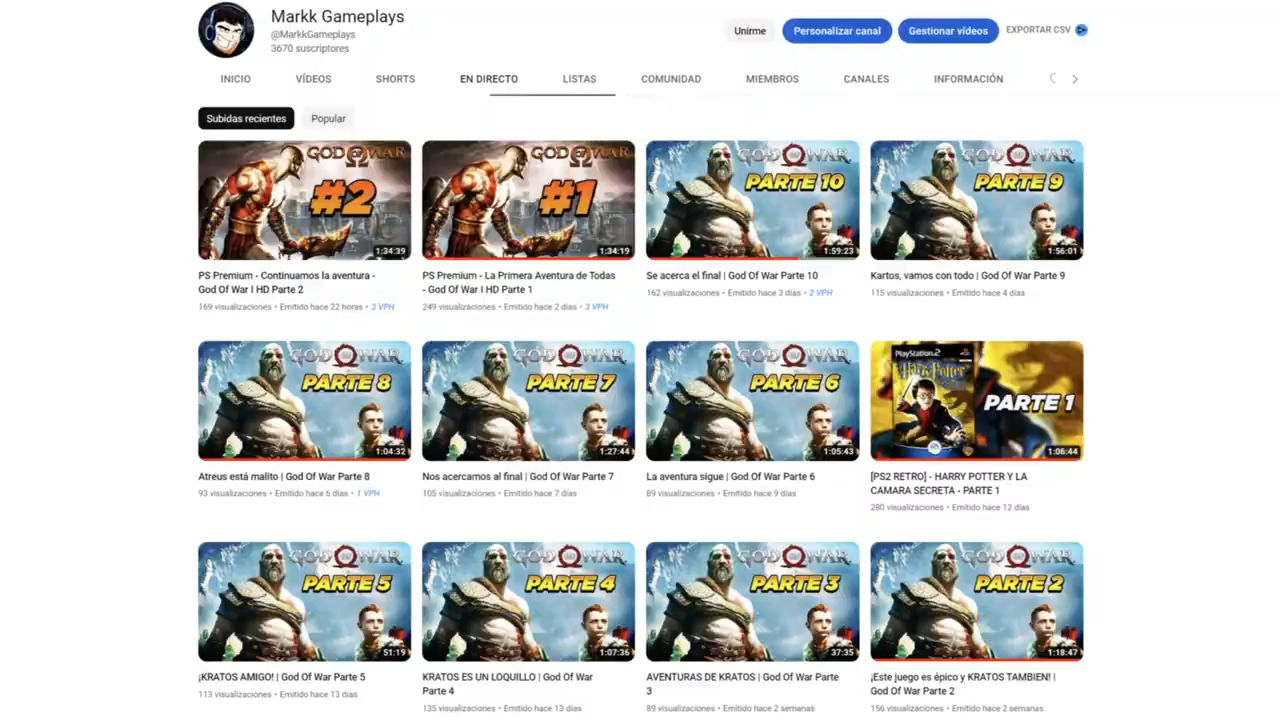 Markk Gameplays
@MarkkGameplays
3670 suscriptores
Unirme
Personalizar canal
Gestionar vídeos
EXPORTAR CSV
INICIO
VÍDEOS
SHORTS
EN DIRECTO
LISTAS
COMUNIDAD
MIEMBROS
CANALES
INFORMACIÓN
Subidas recientes
Popular
GOD OF WAR
#2
1:34:39
GOD OF WAR
#1
1:34:19
GOD OF WAR
PARTE 10
1:59:23
GOD OF WAR
PARTE 9
1:56:01
PS Premium - Continuamos la aventura -
God Of War I HD Parte 2
169 visualizaciones • Emitido hace 22 horas • 3 VPH
PS Premium - La Primera Aventura de Todas
- God Of War I HD Parte 1
249 visualizaciones • Emitido hace 2 días • 3 VPH
Se acerca el final | God Of War Parte 10
162 visualizaciones • Emitido hace 3 días • 2 VPH
Kartos, vamos con todo | God Of War Parte 9
115 visualizaciones • Emitido hace 4 días
GOD OF WAR
PARTE 8
1:04:32
GOD OF WAR
PARTE 7
1:27:44
GOD OF WAR
PARTE 6
1:05:43
PlayStation.2
Harry Potter
PARTE 1
1:06:44
Atreus está malito | God Of War Parte 8
93 visualizaciones • Emitido hace 6 días • 1 VPH
Nos acercamos al final | God Of War Parte 7
105 visualizaciones • Emitido hace 7 días
La aventura sigue | God Of War Parte 6
89 visualizaciones • Emitido hace 9 días
[PS2 RETRO] - HARRY POTTER Y LA
CAMARA SECRETA - PARTE 1
280 visualizaciones • Emitido hace 12 días
GOD OF WAR
PARTE 5
51:19
GOD OF WAR
PARTE 4
1:07:36
GOD OF WAR
PARTE 3
37:35
GOD OF WAR
PARTE 2
1:18:47
¡KRATOS AMIGO! | God Of War Parte 5
113 visualizaciones • Emitido hace 13 días
KRATOS ES UN LOQUILLO | God Of War
Parte 4
135 visualizaciones • Emitido hace 13 días
AVENTURAS DE KRATOS | God Of War Parte
3
89 visualizaciones • Emitido hace 2 semanas
¡Este juego es épico y KRATOS TAMBIEN! |
God Of War Parte 2
156 visualizaciones • Emitido hace 2 semanas